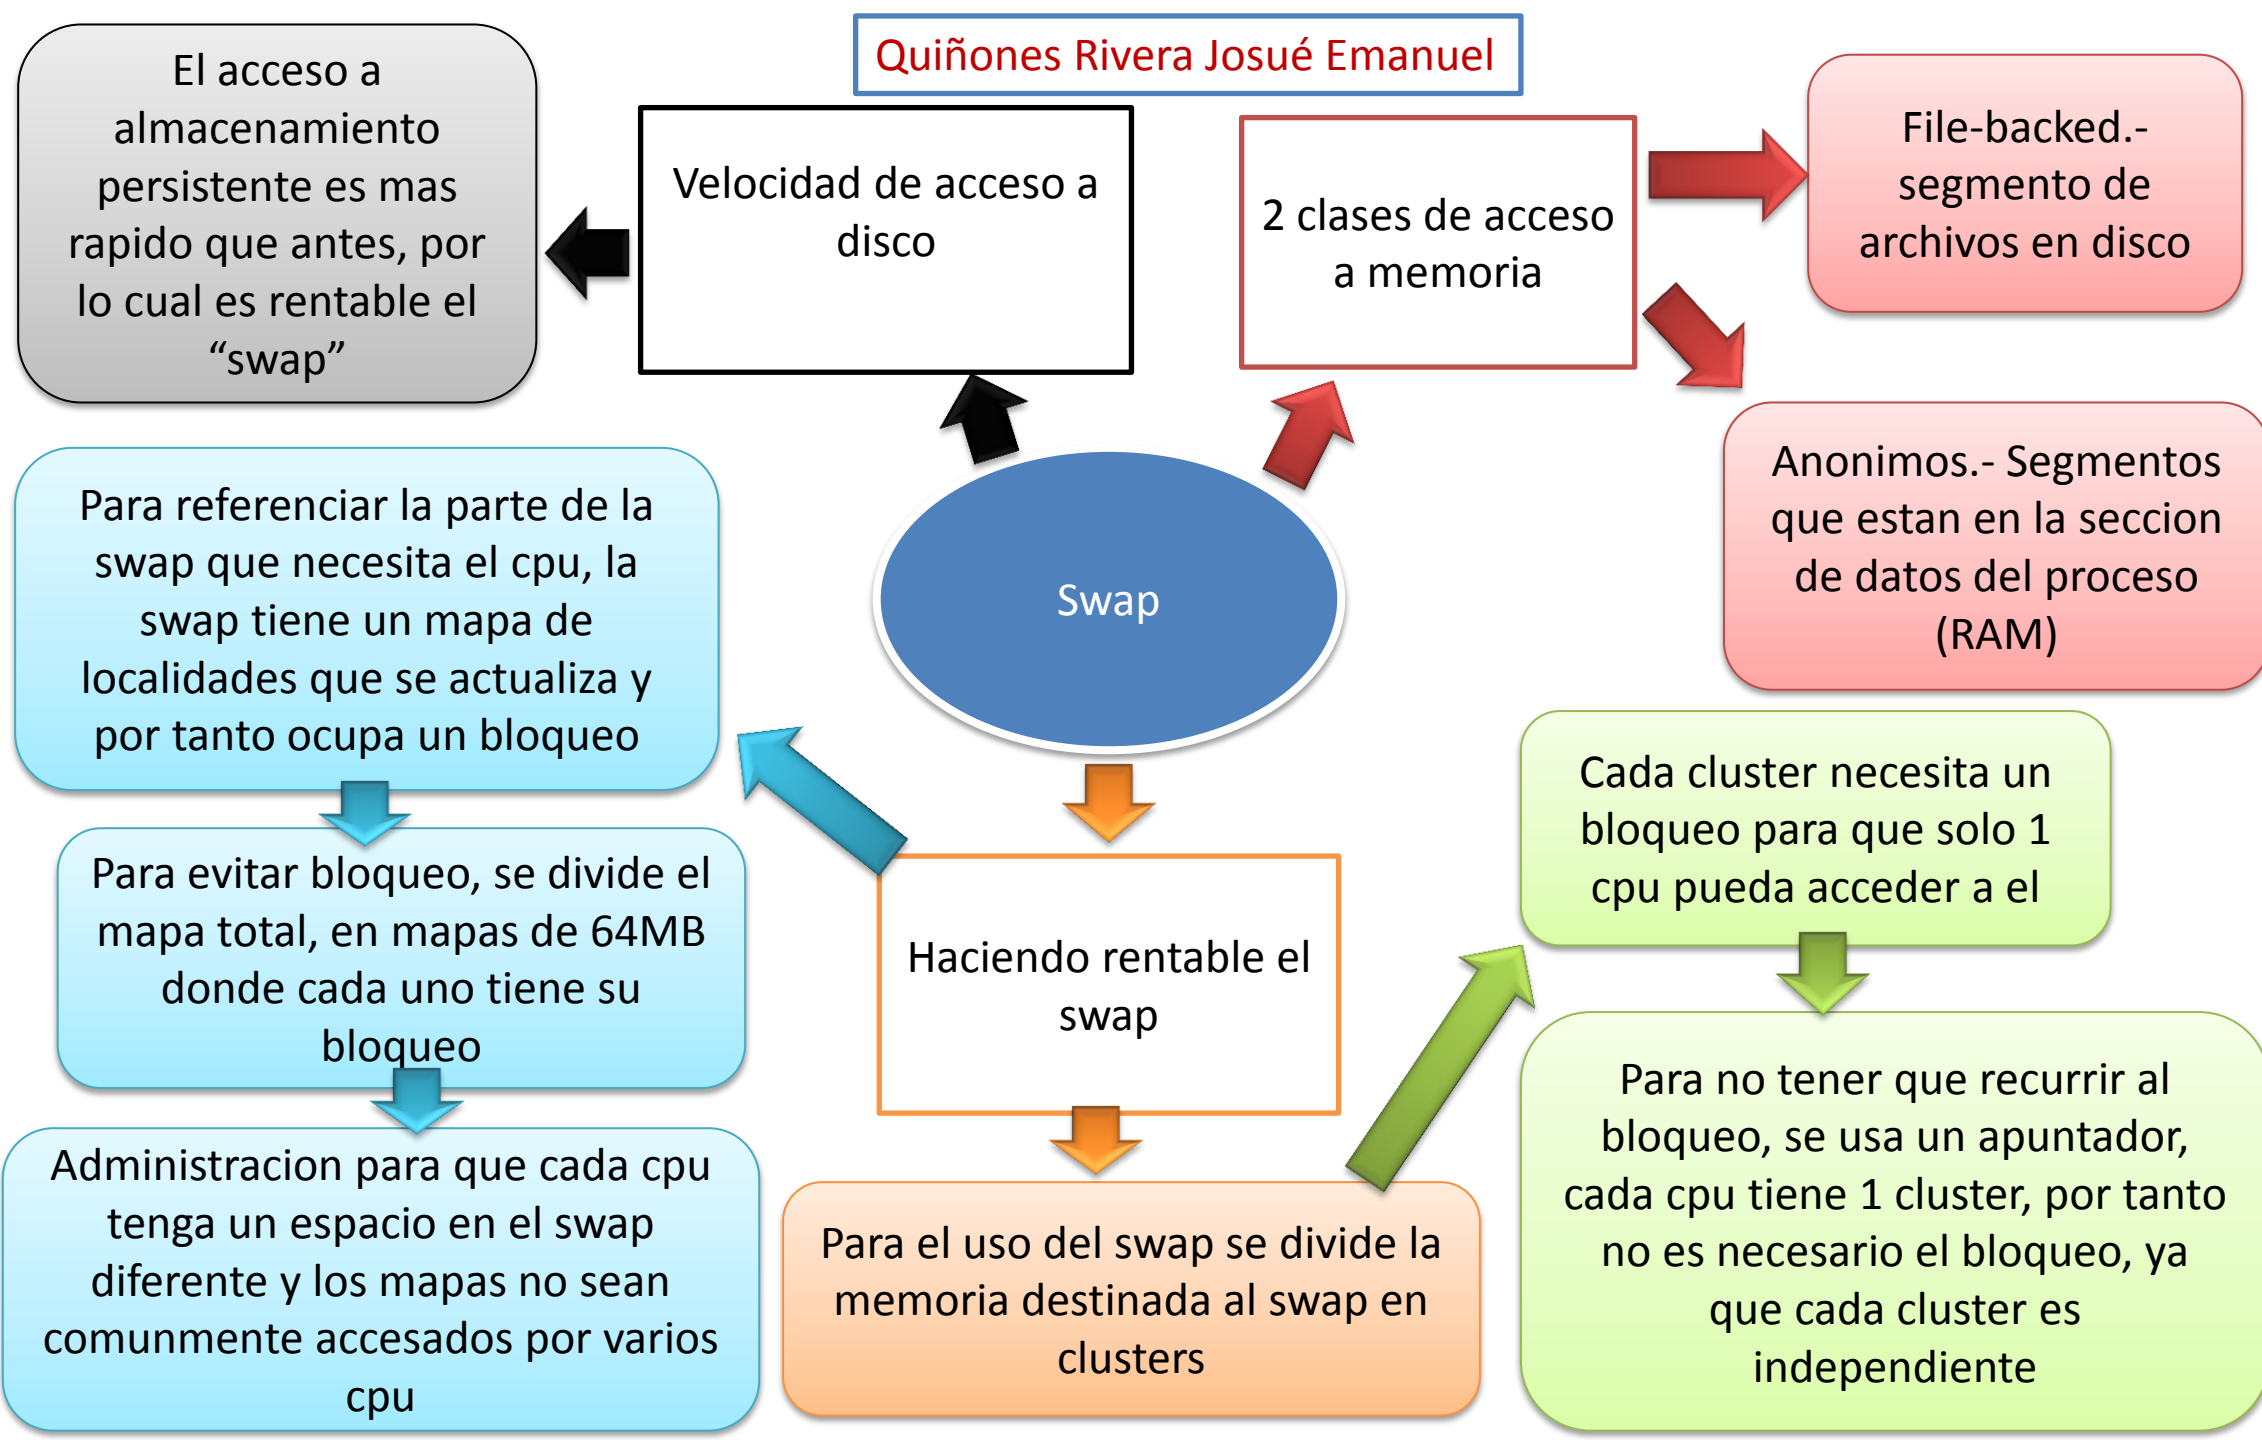 Quiñones Rivera Josué Emanuel
El acceso a
almacenamiento
persistente es mas
rapido que antes, por
lo cual es rentable el
“swap”
Velocidad de acceso a
disco
2 clases de acceso
a memoria
File-backed.-
segmento de
archivos en disco
Anonimos.- Segmentos
que estan en la seccion
de datos del proceso
(RAM)
Swap
Para referenciar la parte de la
swap que necesita el cpu, la
swap tiene un mapa de
localidades que se actualiza y
por tanto ocupa un bloqueo
Para evitar bloqueo, se divide el
mapa total, en mapas de 64MB
donde cada uno tiene su
bloqueo
Administracion para que cada cpu
tenga un espacio en el swap
diferente y los mapas no sean
comunmente accesados por varios
cpu
Haciendo rentable el
swap
Para el uso del swap se divide la
memoria destinada al swap en
clusters
Cada cluster necesita un
bloqueo para que solo 1
cpu pueda acceder a el
Para no tener que recurrir al
bloqueo, se usa un apuntador,
cada cpu tiene 1 cluster, por tanto
no es necesario el bloqueo, ya
que cada cluster es
independiente